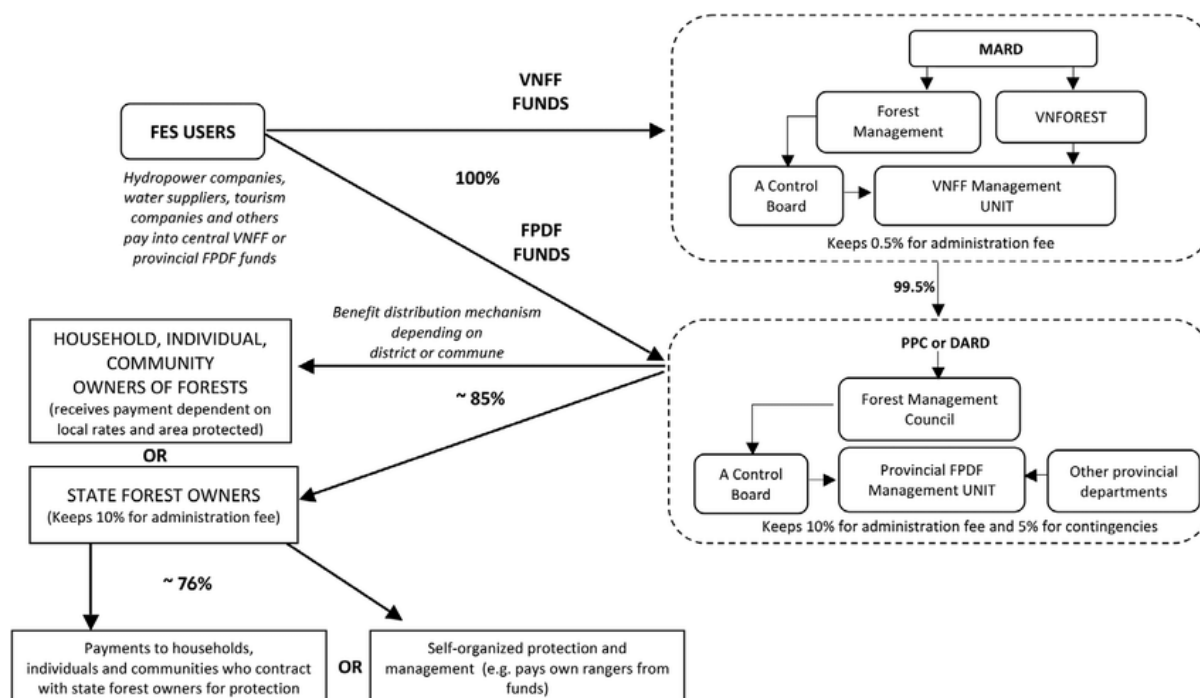 MARD
VNFF
FUNDS
FES USERS
Forest
Management
VNFOREST
Hydropower companies,
water suppliers, tourism
companies and others
pay into central VNFF or
provincial FPDF funds
100%
A Control
Board
VNFF Management
UNIT
FPDF
FUNDS
Keeps 0.5% for administration fee
99.5%
Benefit distribution mechanism
depending on
district or commune
HOUSEHOLD, INDIVIDUAL,
COMMUNITY
OWNERS OF FORESTS
(receives payment dependent on
local rates and area protected)
PPC or DARD
~ 85%
Forest Management
Council
OR
A Control
Board
Provincial FPDF
Management UNIT
Other provincial
departments
STATE FOREST OWNERS
(Keeps 10% for administration fee)
Keeps 10% for administration fee and 5% for contingencies
~ 76%
Payments to households,
individuals and communities who contract
with state forest owners for protection
OR
Self-organized protection and
management (e.g. pays own rangers from
funds)